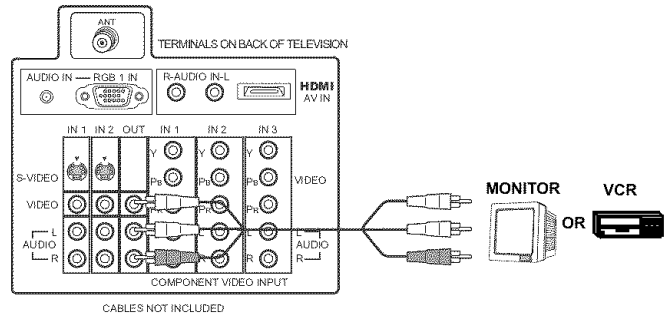 ANT
TERMINALS ON BACK OF TELEVISION
AUDIO IN — RGB 1 IN
R-AUDIO IN-L
HDMI
AV IN
IN 1 IN 2 OUT IN 1 IN 2 IN 3
Y Y Y
S-VIDEO PB PB PB VIDEO
VIDEO PR PR PR
L L L
AUDIO AUDIO
R R R R
COMPONENT VIDEO INPUT
CABLES NOT INCLUDED
MONITOR
OR
VCR